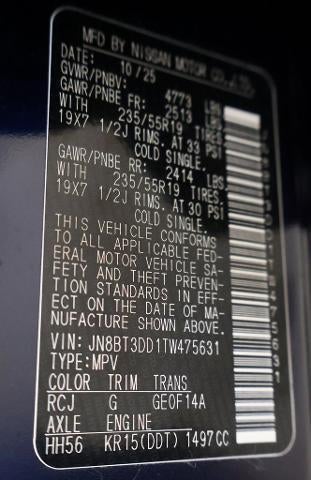 MFD BY NISSAN MOTOR CO.,LTD.
DATE: 10/25
GVWR/PNBV: 4773 LBS
GAWR/PNBE FR: 2513 LBS
WITH 235/55R19 TIRES,
19X7 1/2J RIMS, AT 33 PSI
COLD SINGLE.
GAWR/PNBE RR: 2414 LBS
WITH 235/55R19 TIRES,
19X7 1/2J RIMS, AT 30 PSI
COLD SINGLE.
THIS VEHICLE CONFORMS
TO ALL APPLICABLE FED-
ERAL MOTOR VEHICLE SA-
FETY AND THEFT PREVEN-
TION STANDARDS IN EFF-
ECT ON THE DATE OF MA-
NUFACTURE SHOWN ABOVE.
VIN: JN8BT3DD1TW475631
TYPE:MPV
COLOR TRIM TRANS
RCJ G GE0F14A
AXLE ENGINE
HH56 KR15(DDT) 1497CC